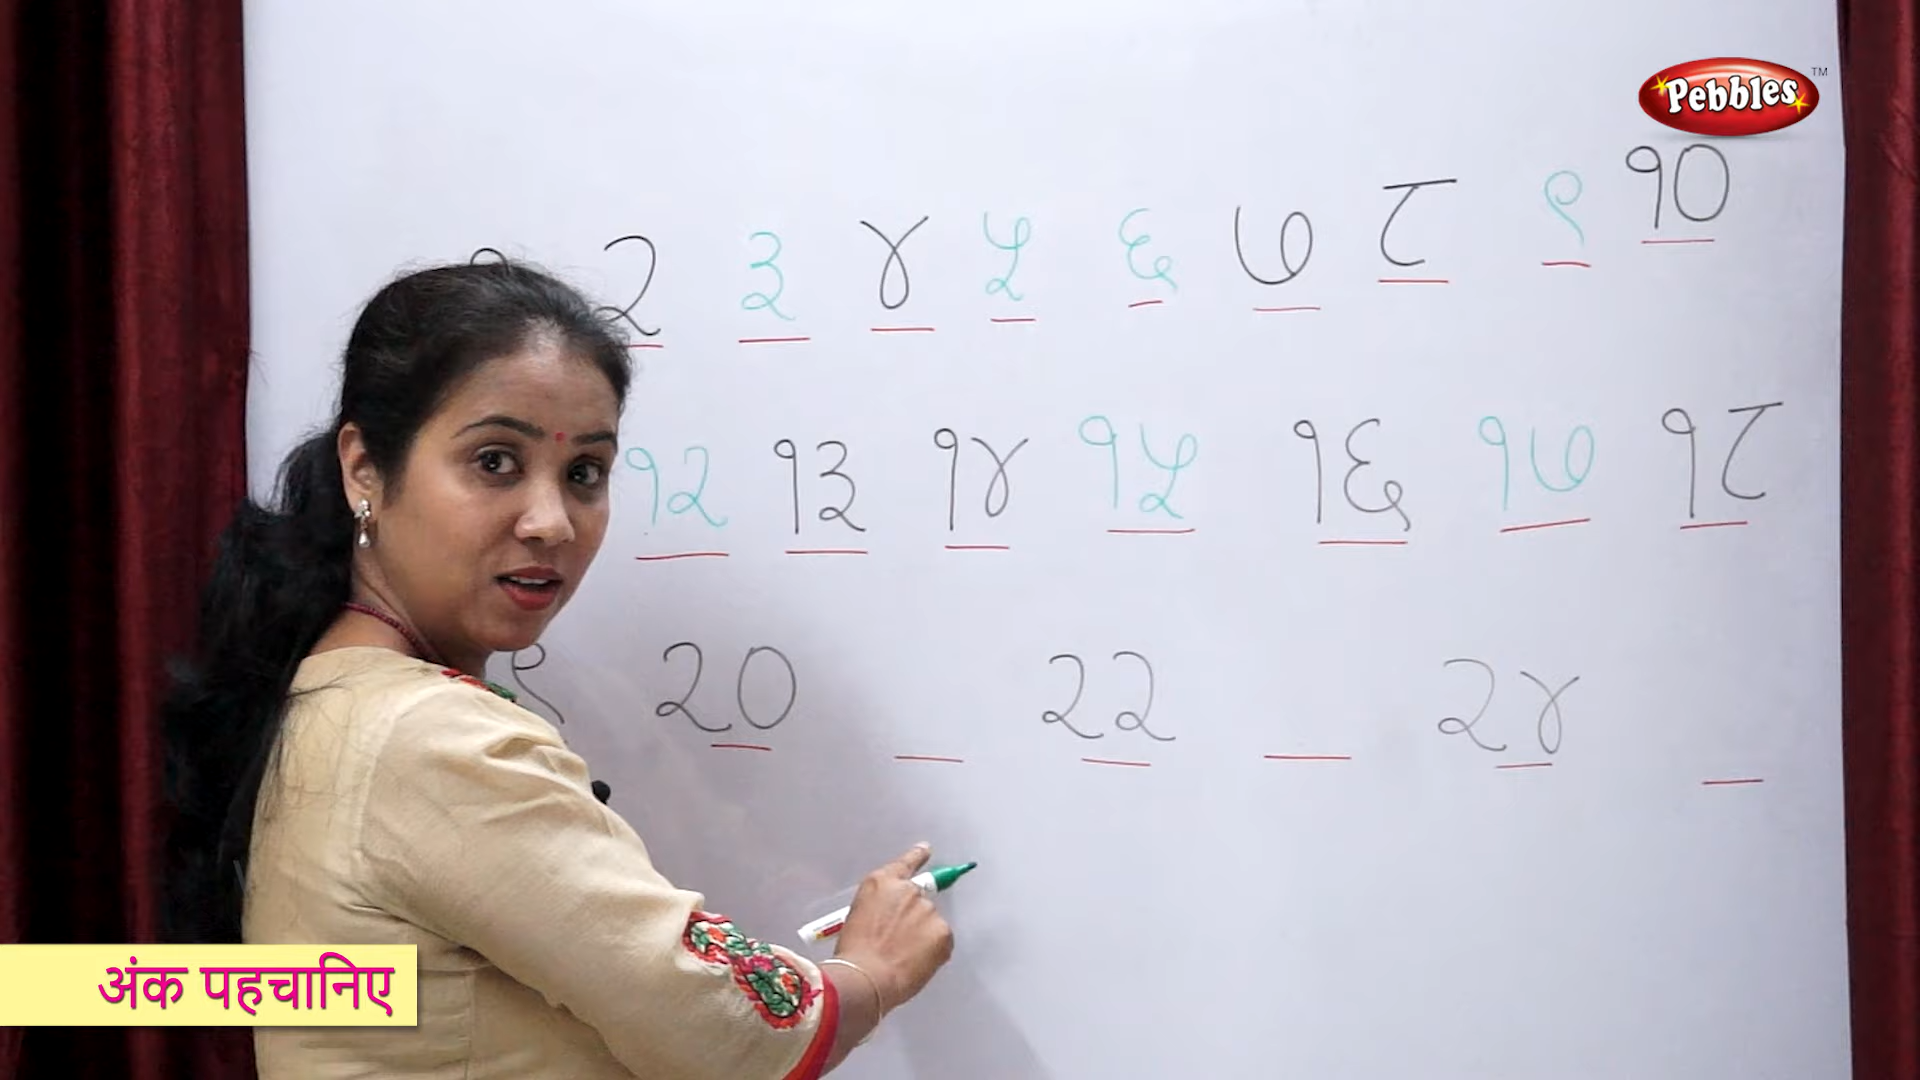 Pebbles TM
२ ३ ४ ५ ६ ७ ८ ९ १०
१२ १३ १४ १५ १६ १७ १८
२० २२ २४
अंक पहचानिए